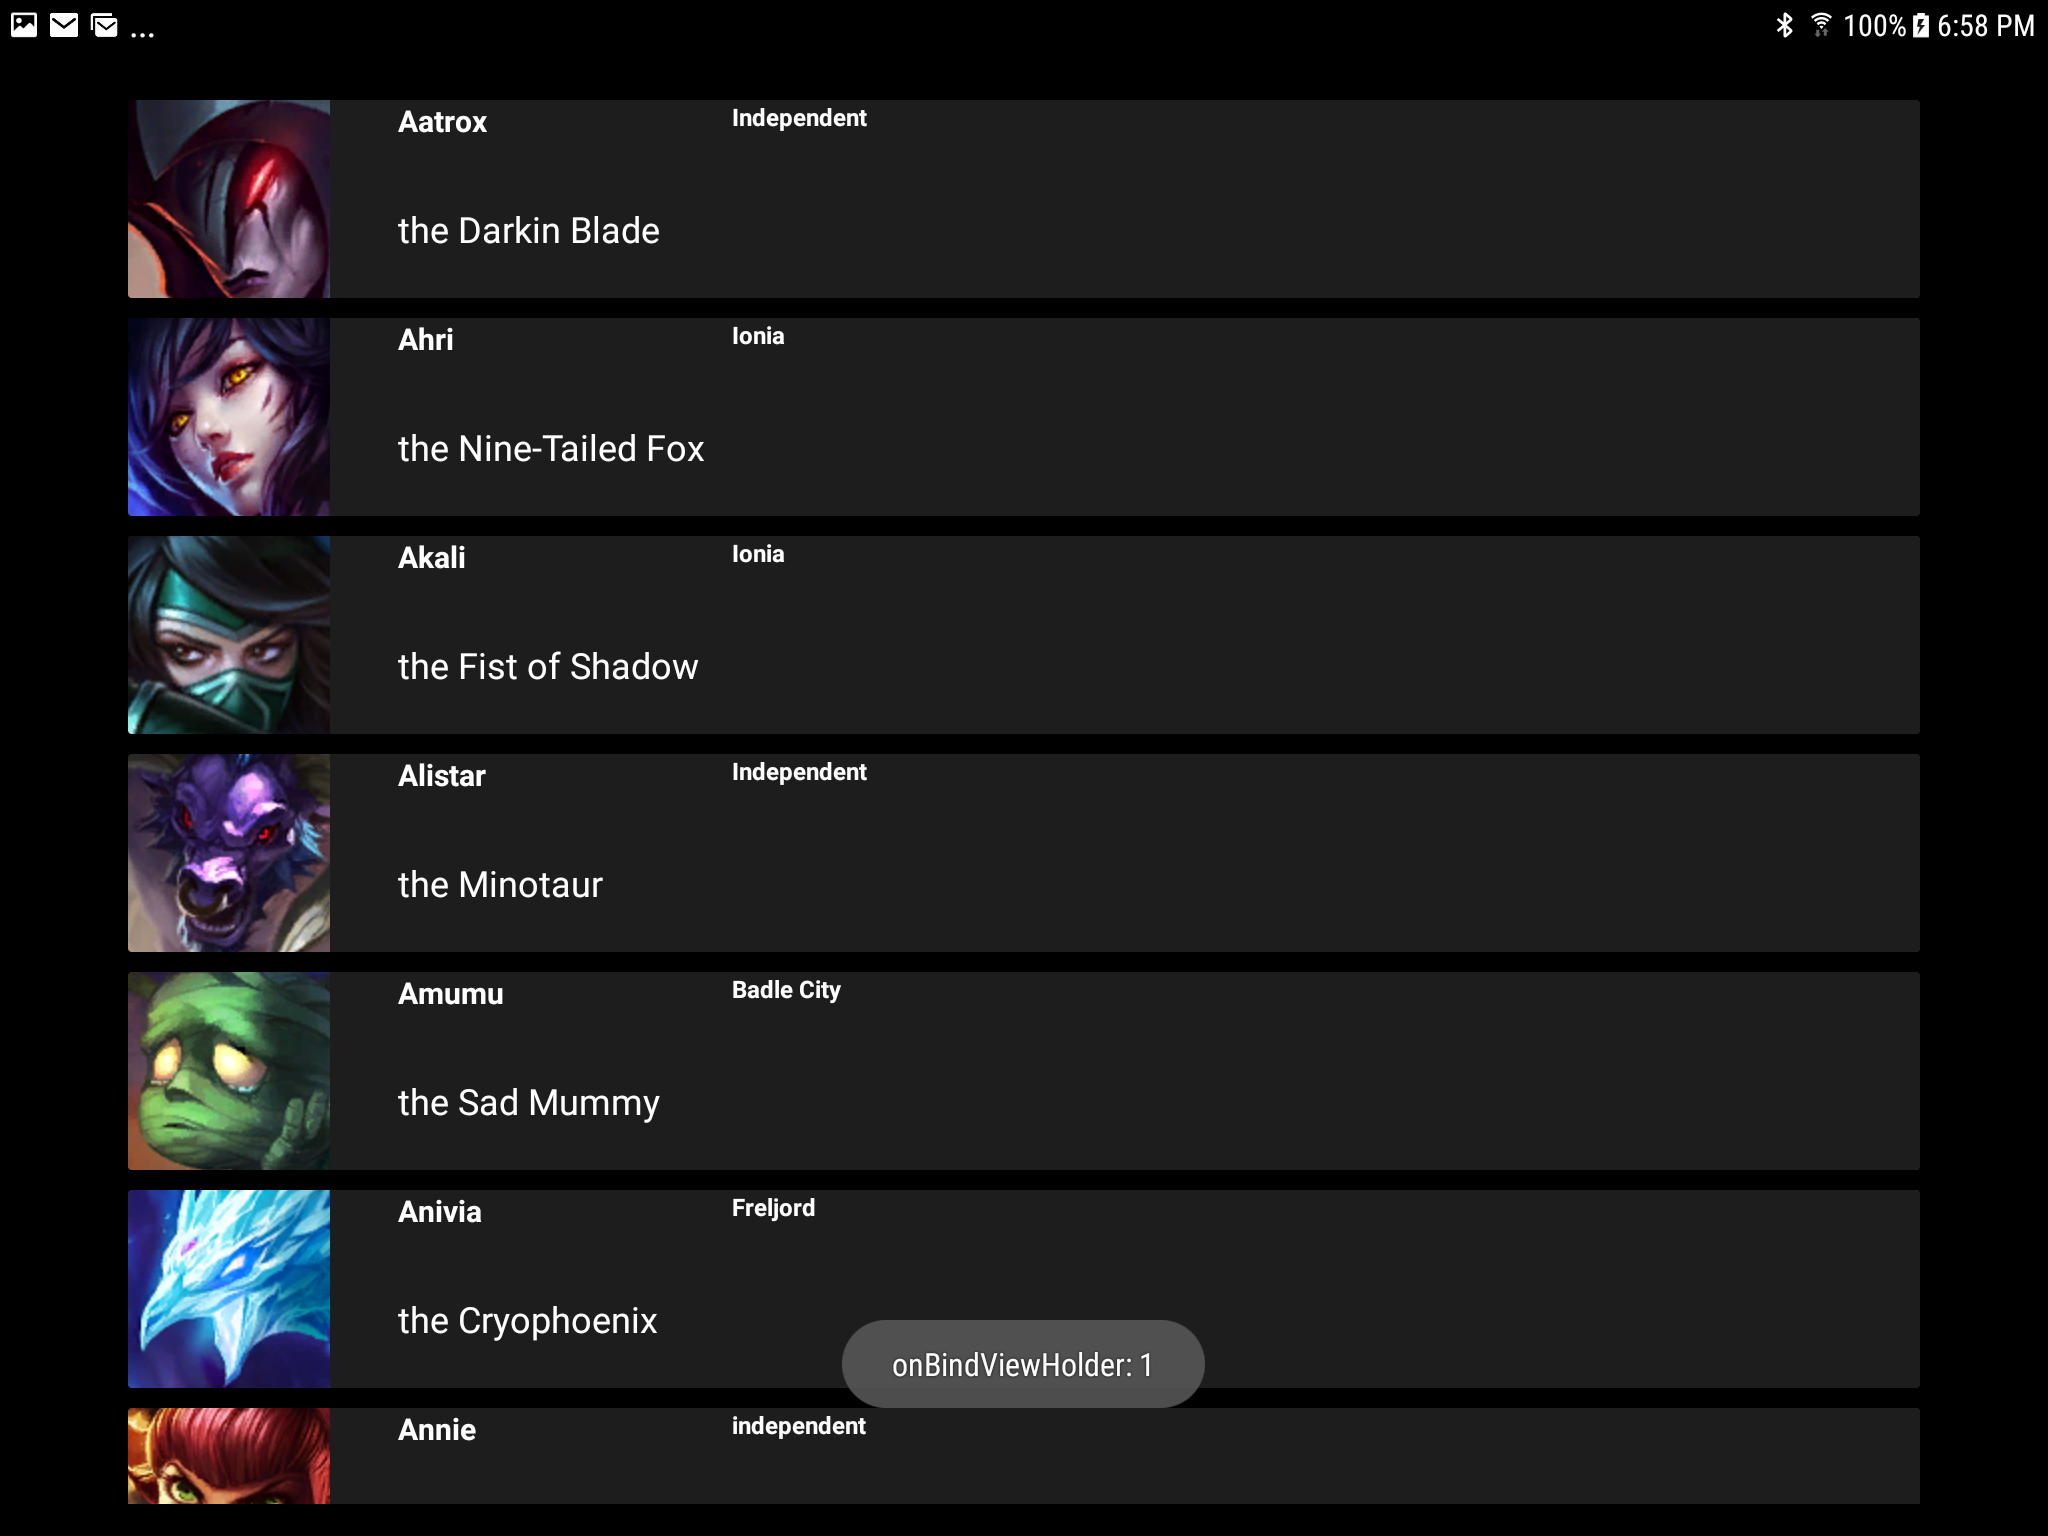 ... 100% 6:58 PM
Aatrox Independent
the Darkin Blade
Ahri Ionia
the Nine-Tailed Fox
Akali Ionia
the Fist of Shadow
Alistar Independent
the Minotaur
Amumu Badle City
the Sad Mummy
Anivia Freljord
the Cryophoenix
onBindViewHolder: 1
Annie independent